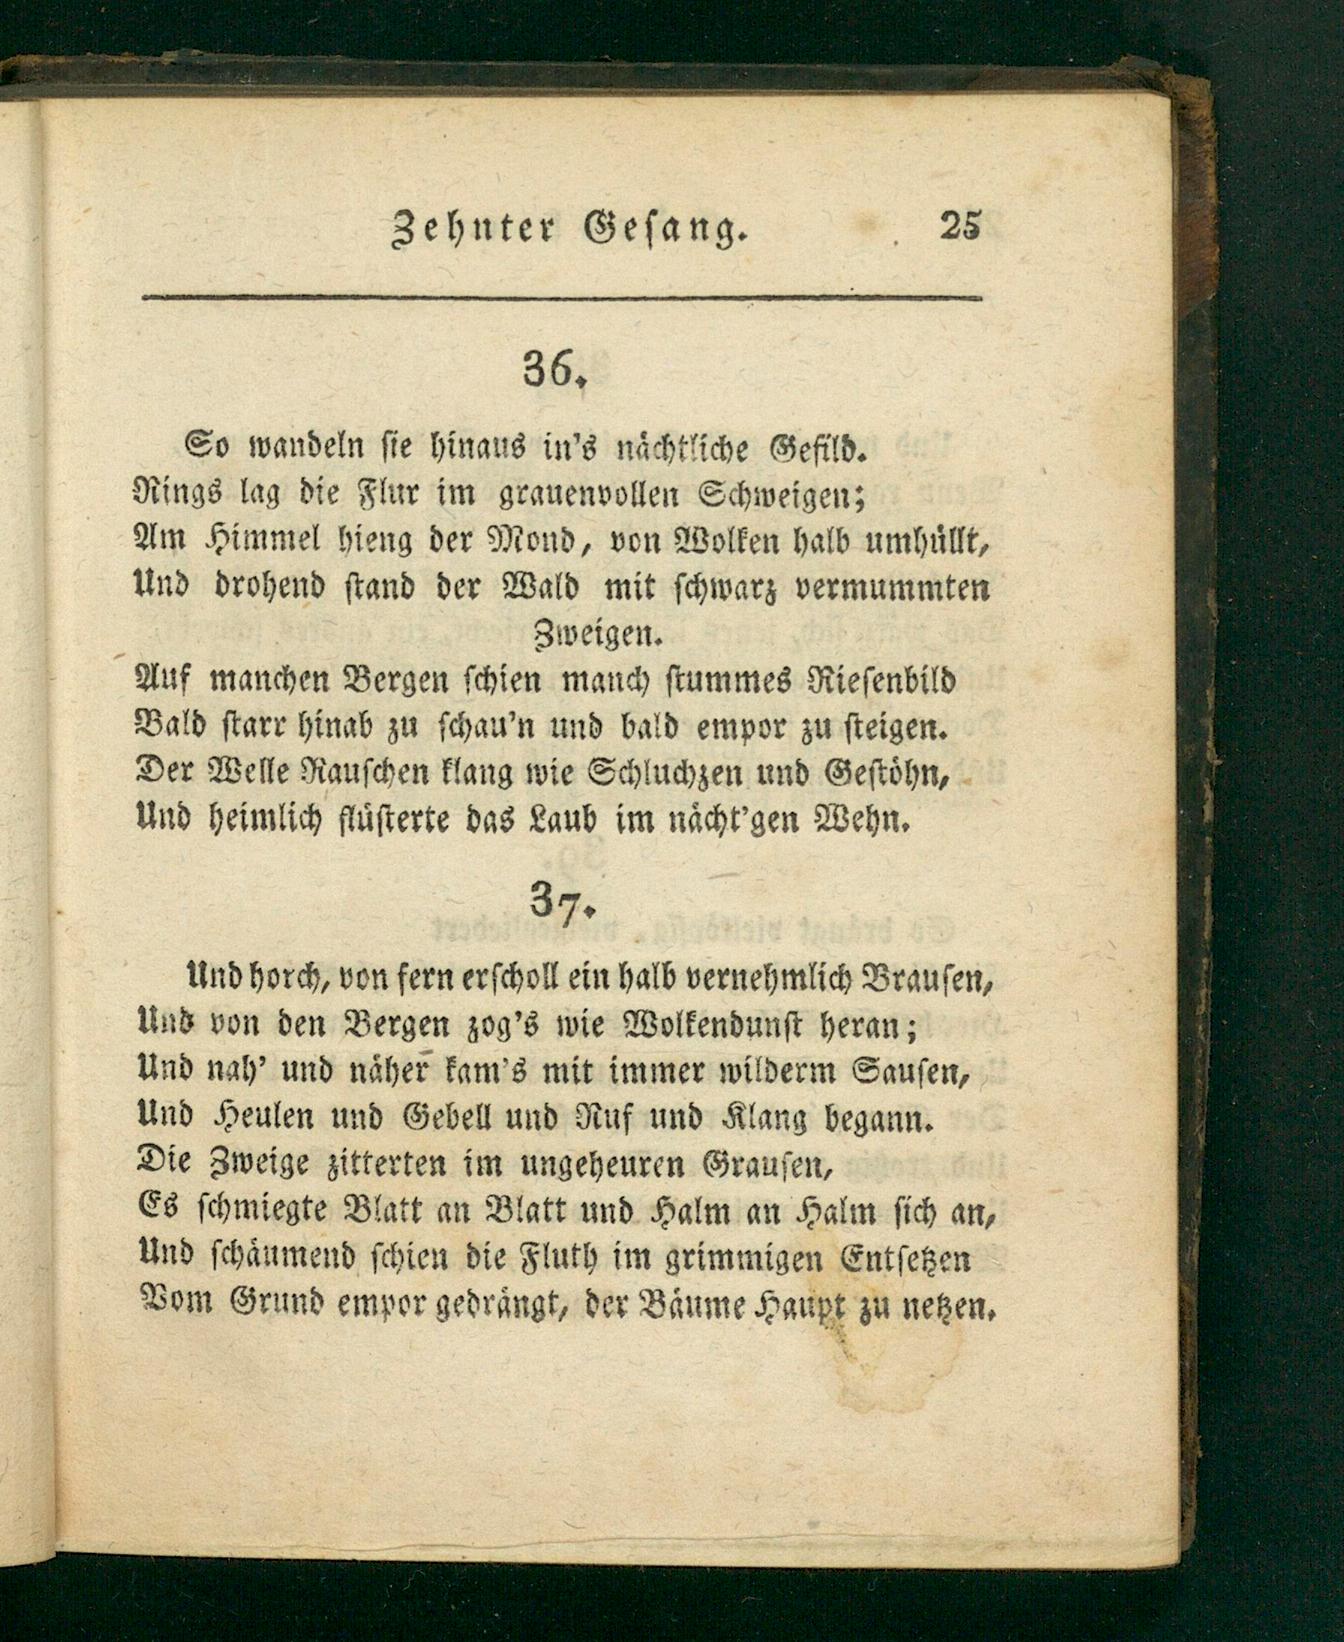 Zehnter Gesang. 25
36.
So wandeln sie hinaus in's nächtliche Gefild.
Rings lag die Flur im grauenvollen Schweigen;
Am Himmel hieng der Mond, von Wolken halb umhüllt,
Und drohend stand der Wald mit schwarz vermummten
Zweigen.
Auf manchen Bergen schien manch stummes Riesenbild
Bald starr hinab zu schau'n und bald empor zu steigen.
Der Welle Rauschen klang wie Schluchzen und Gestöhn,
Und heimlich flüsterte das Laub im nächt'gen Wehn.
37.
Und horch, von fern erscholl ein halb vernehmlich Brausen,
Und von den Bergen zog's wie Wolkendunst heran;
Und nah' und näher kam's mit immer wilderm Sausen,
Und Heulen und Gebell und Ruf und Klang begann.
Die Zweige zitterten im ungeheuren Grausen,
Es schmiegte Blatt an Blatt und Halm an Halm sich an,
Und schäumend schien die Fluth im grimmigen Entsetzen
Vom Grund empor gedrängt, der Bäume Haupt zu netzen.